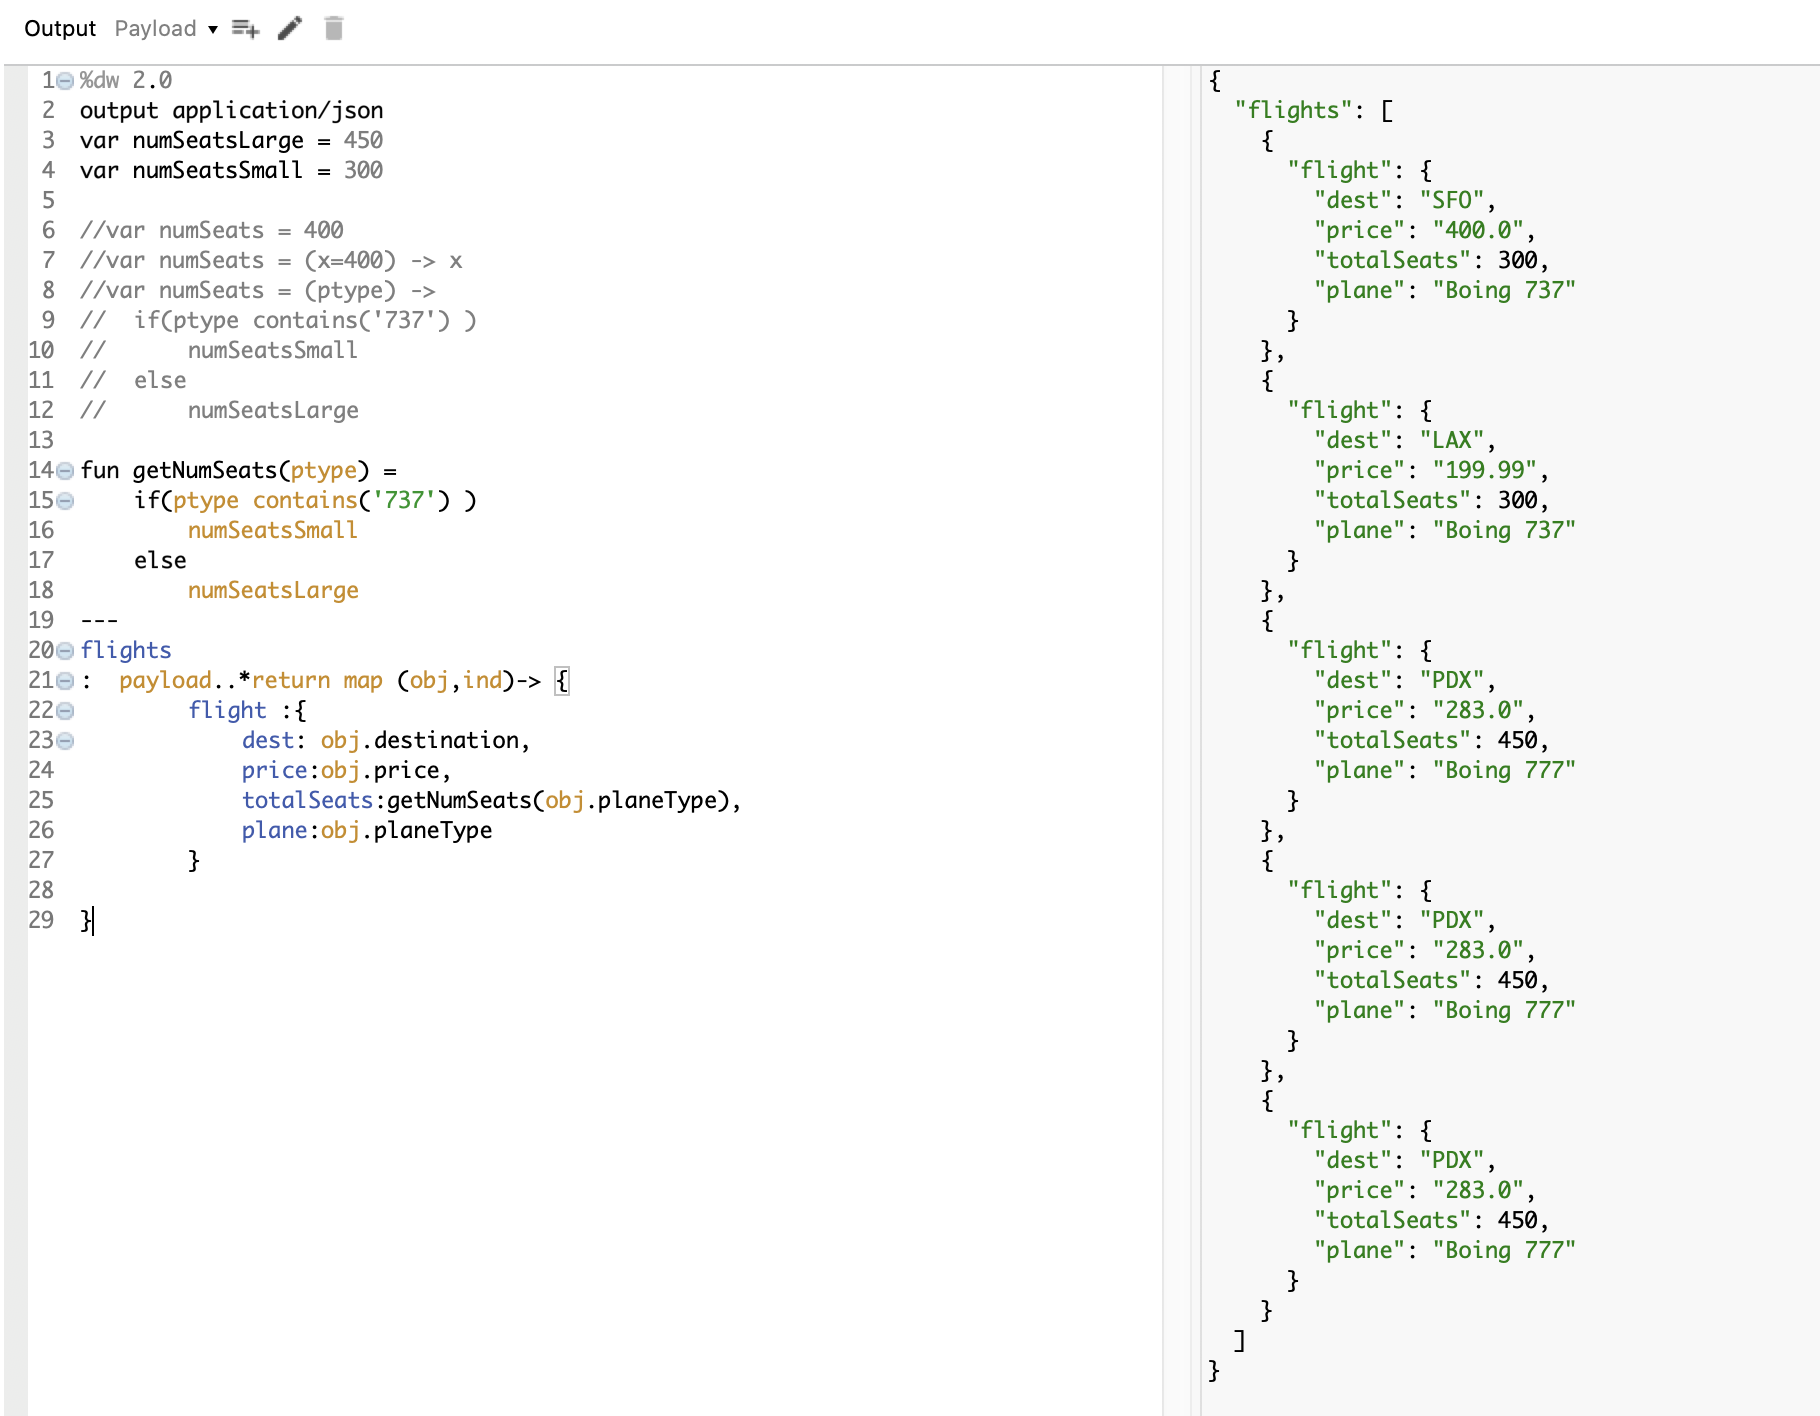 Output Payload
1 %dw 2.0
2 output application/json
3 var numSeatsLarge = 450
4 var numSeatsSmall = 300
5
6 //var numSeats = 400
7 //var numSeats = (x=400) -> x
8 //var numSeats = (ptype) ->
9 //  if(ptype contains('737') )
10 //      numSeatsSmall
11 //  else
12 //      numSeatsLarge
13
14 fun getNumSeats(ptype) =
15     if(ptype contains('737') )
16         numSeatsSmall
17     else
18         numSeatsLarge
19 ---
20 flights
21 :  payload..*return map (obj,ind)-> {
22         flight :{
23             dest: obj.destination,
24             price:obj.price,
25             totalSeats:getNumSeats(obj.planeType),
26             plane:obj.planeType
27         }
28
29 }
{
  "flights": [
    {
      "flight": {
        "dest": "SFO",
        "price": "400.0",
        "totalSeats": 300,
        "plane": "Boing 737"
      }
    },
    {
      "flight": {
        "dest": "LAX",
        "price": "199.99",
        "totalSeats": 300,
        "plane": "Boing 737"
      }
    },
    {
      "flight": {
        "dest": "PDX",
        "price": "283.0",
        "totalSeats": 450,
        "plane": "Boing 777"
      }
    },
    {
      "flight": {
        "dest": "PDX",
        "price": "283.0",
        "totalSeats": 450,
        "plane": "Boing 777"
      }
    },
    {
      "flight": {
        "dest": "PDX",
        "price": "283.0",
        "totalSeats": 450,
        "plane": "Boing 777"
      }
    }
  ]
}